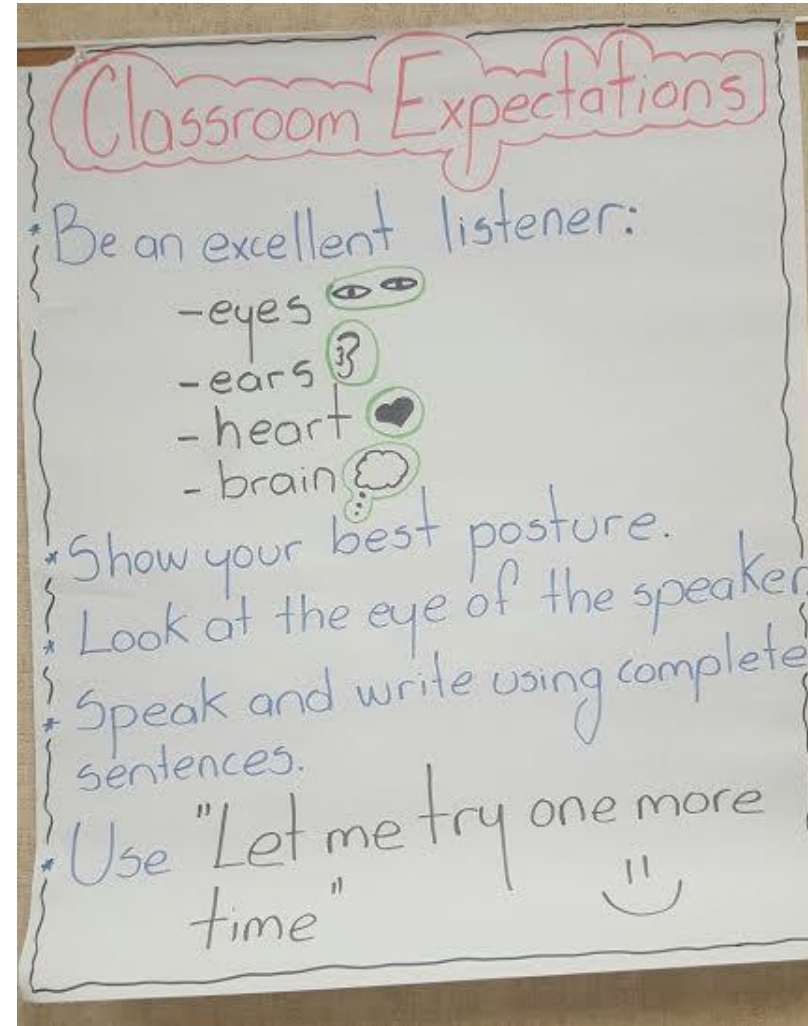 Classroom Expectations
* Be an excellent listener:
-eyes
-ears
- heart
- brain
* Show your best posture.
* Look at the eye of the speaker
* Speak and write using complete
sentences.
* Use "Let me try one more
time"